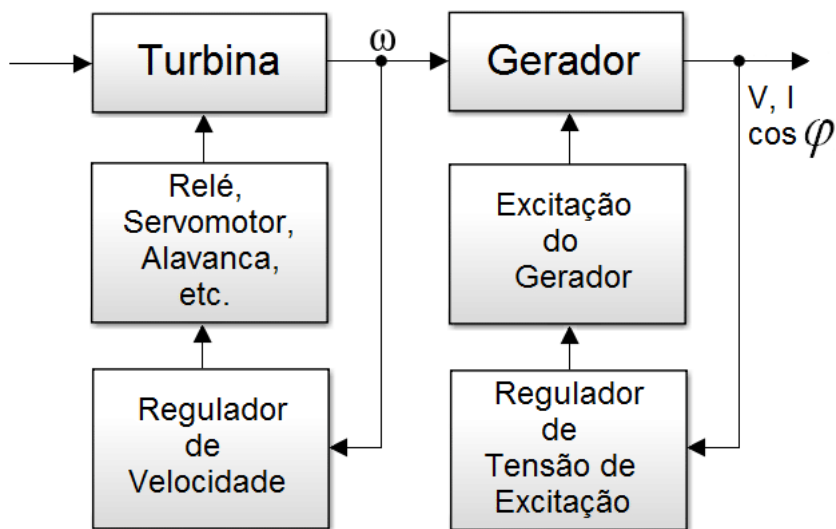 Turbina
ω
Gerador
V, I
cos φ
Relé,
Servomotor,
Alavanca,
etc.
Excitação
do
Gerador
Regulador
de
Velocidade
Regulador
de
Tensão de
Excitação